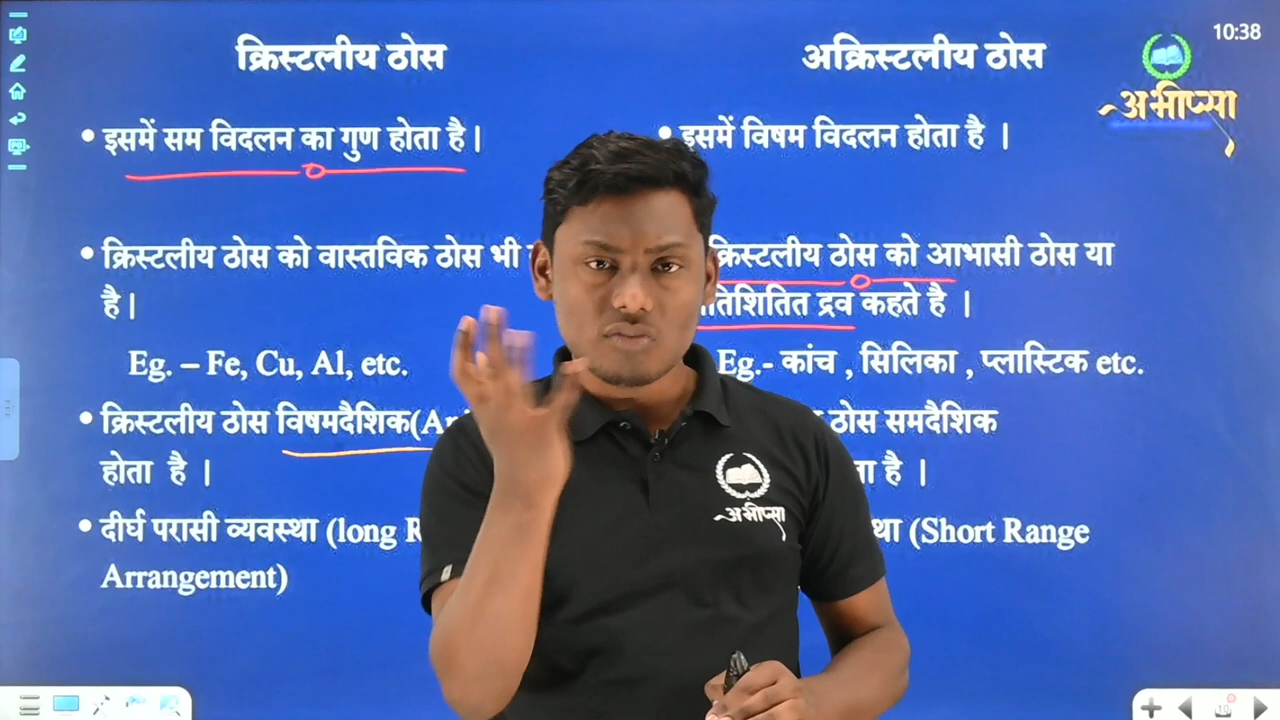 क्रिस्टलीय ठोस
अक्रिस्टलीय ठोस
10:38
अभीप्सा
• इसमें सम विदलन का गुण होता है |
• इसमें विषम विदलन होता है |
• क्रिस्टलीय ठोस को वास्तविक ठोस भी
है |
Eg. – Fe, Cu, Al, etc.
क्रिस्टलीय ठोस को आभासी ठोस या
द्रव कहते है |
Eg.- कांच , सिलिका , प्लास्टिक etc.
• क्रिस्टलीय ठोस विषमदैशिक(
होता है |
ठोस समदैशिक
है |
• दीर्घ परासी व्यवस्था (long
Arrangement)
(Short Range
अभीप्सा